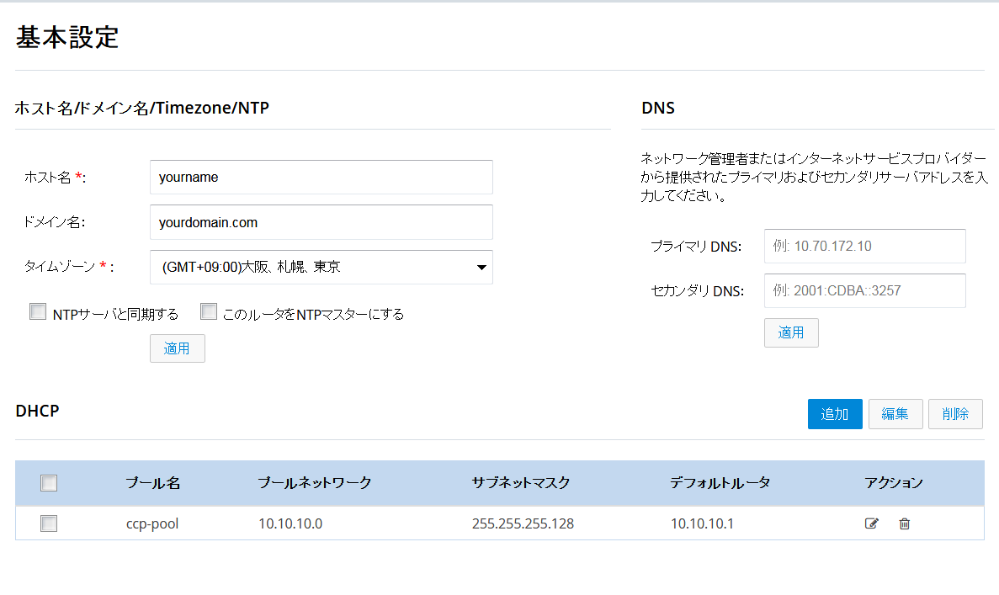 基本設定
ホスト名/ドメイン名/Timezone/NTP
ホスト名 *: yourname
ドメイン名: yourdomain.com
タイムゾーン * : (GMT+09:00)大阪、札幌、東京
NTPサーバと同期する このルータをNTPマスターにする
適用
DNS
ネットワーク管理者またはインターネットサービスプロバイダー
から提供されたプライマリおよびセカンダリサーバアドレスを入
力してください。
プライマリ DNS: 例: 10.70.172.10
セカンダリ DNS: 例: 2001:CDBA::3257
適用
DHCP 追加 編集 削除
プール名 プールネットワーク サブネットマスク デフォルトルータ アクション
ccp-pool 10.10.10.0 255.255.255.128 10.10.10.1